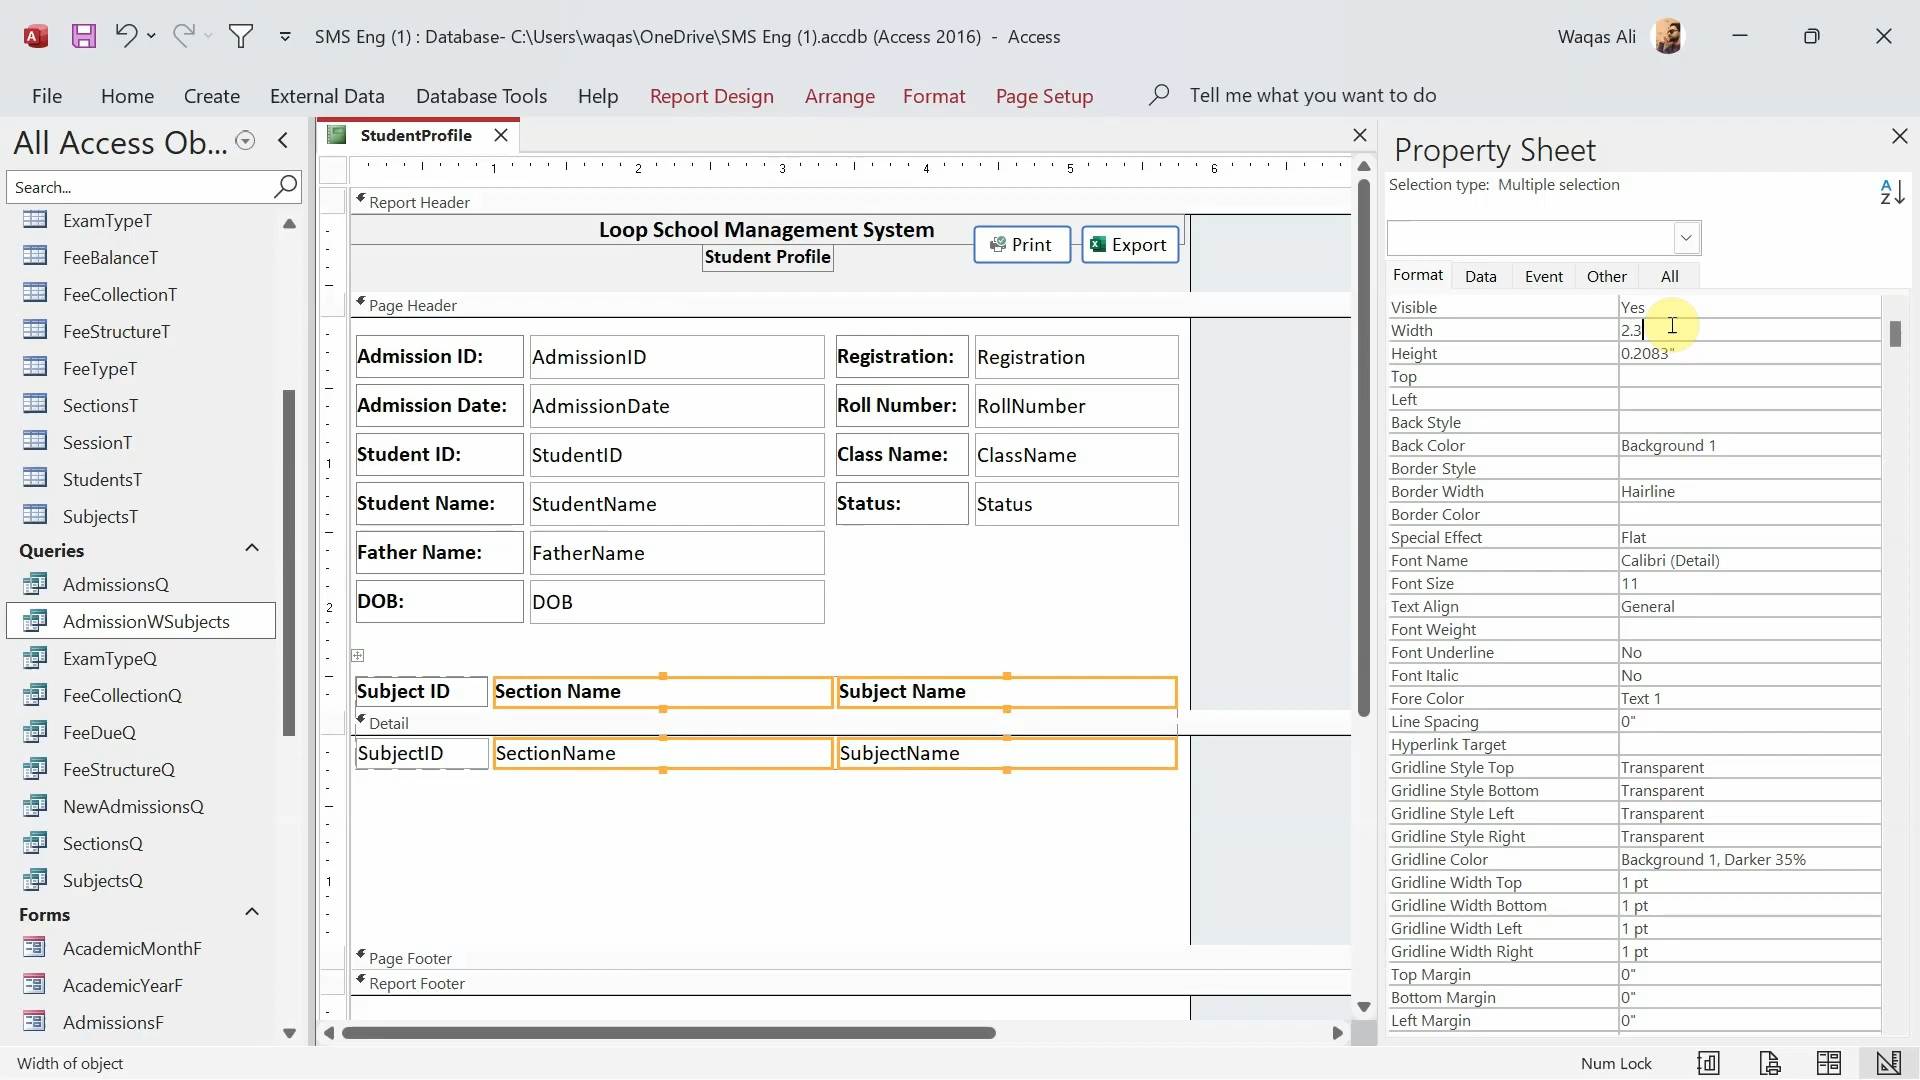 SMS Eng (1) : Database- C:\Users\waqas\OneDrive\SMS Eng (1).accdb (Access 2016) - Access
Waqas Ali
File Home Create External Data Database Tools Help Report Design Arrange Format Page Setup Tell me what you want to do
All Access Ob...
Search...
ExamTypeT
FeeBalanceT
FeeCollectionT
FeeStructureT
FeeTypeT
SectionsT
SessionT
StudentsT
SubjectsT
Queries
AdmissionsQ
AdmissionWSubjects
ExamTypeQ
FeeCollectionQ
FeeDueQ
FeeStructureQ
NewAdmissionsQ
SectionsQ
SubjectsQ
Forms
AcademicMonthF
AcademicYearF
AdmissionsF
StudentProfile
1 2 3 4 5 6
Report Header
Loop School Management System
Student Profile
Print
Export
Page Header
Admission ID: AdmissionID Registration: Registration
Admission Date: AdmissionDate Roll Number: RollNumber
1
Student ID: StudentID Class Name: ClassName
Student Name: StudentName Status: Status
Father Name: FatherName
2
DOB: DOB
Subject ID Section Name Subject Name
Detail
SubjectID SectionName SubjectName
1
Page Footer
Report Footer
Property Sheet
Selection type: Multiple selection
A
Z
Format Data Event Other All
Visible Yes
Width 2.3
Height 0.2083"
Top
Left
Back Style
Back Color Background 1
Border Style
Border Width Hairline
Border Color
Special Effect Flat
Font Name Calibri (Detail)
Font Size 11
Text Align General
Font Weight
Font Underline No
Font Italic No
Fore Color Text 1
Line Spacing 0"
Hyperlink Target
Gridline Style Top Transparent
Gridline Style Bottom Transparent
Gridline Style Left Transparent
Gridline Style Right Transparent
Gridline Color Background 1, Darker 35%
Gridline Width Top 1 pt
Gridline Width Bottom 1 pt
Gridline Width Left 1 pt
Gridline Width Right 1 pt
Top Margin 0"
Bottom Margin 0"
Left Margin 0"
Width of object
Num Lock